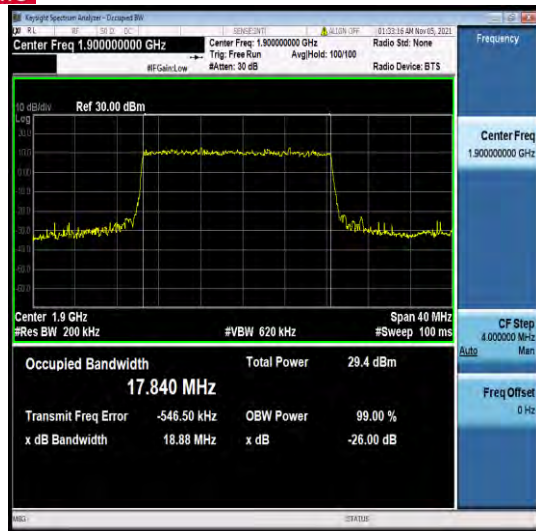 Keysight Spectrum Analyzer - Occupied BW
RL RF 50 Ω DC SENSE:INT ALIGN OFF 01:33:16 AM Nov 05, 2021
Center Freq 1.900000000 GHz
Center Freq: 1.900000000 GHz
Radio Std: None
Trig: Free Run Avg|Hold: 100/100
#IFGain:Low #Atten: 30 dB Radio Device: BTS
Frequency
10 dB/div Ref 30.00 dBm
Log
20.0
10.0
0.00
-10.0
-20.0
-30.0
-40.0
-50.0
-60.0
Center Freq
1.900000000 GHz
Center 1.9 GHz Span 40 MHz
#Res BW 200 kHz #VBW 620 kHz #Sweep 100 ms
CF Step
4.000000 MHz
Auto Man
Occupied Bandwidth Total Power 29.4 dBm
17.840 MHz
Transmit Freq Error -546.50 kHz OBW Power 99.00 %
x dB Bandwidth 18.88 MHz x dB -26.00 dB
Freq Offset
0 Hz
MSG STATUS